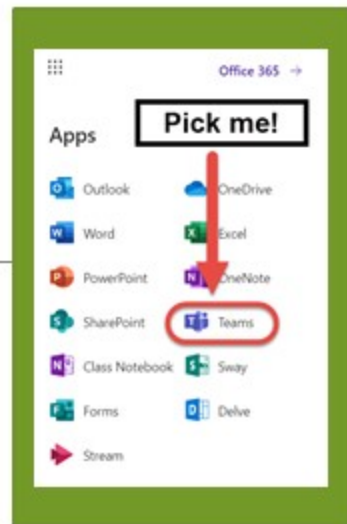 Office 365 →
Pick me!
Apps
Outlook OneDrive
Word Excel
PowerPoint OneNote
SharePoint Teams
Class Notebook Sway
Forms Delve
Stream